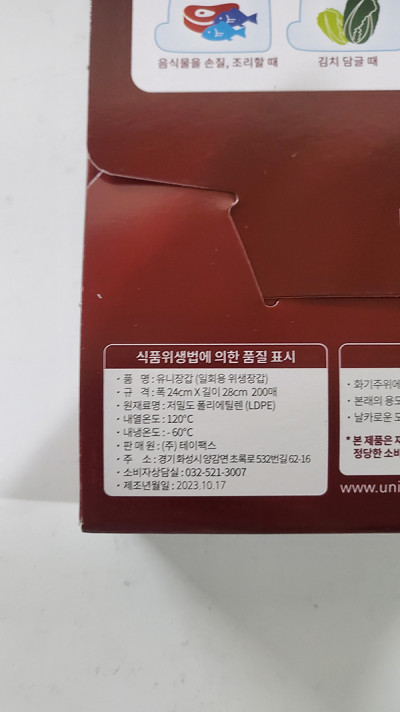 음식물을 손질, 조리할 때
김치 담글 때
식품위생법에 의한 품질 표시
· 품 명 : 유니장갑 (일회용 위생장갑)
· 규 격 : 폭 24cm X 길이 28cm 200매
· 원재료명 : 저밀도 폴리에틸렌 (LDPE)
· 내열온도 : 120°C
· 내냉온도 : - 60°C
· 판 매 원 : (주) 테이팩스
· 주 소 : 경기 화성시 양감면 초록로 532번길 62-16
· 소비자상담실 : 032-521-3007
· 제조년월일 : 2023.10.17
· 화기주위에
· 본래의 용도
· 날카로운
* 본 제품은
정당한 소비
www.uni